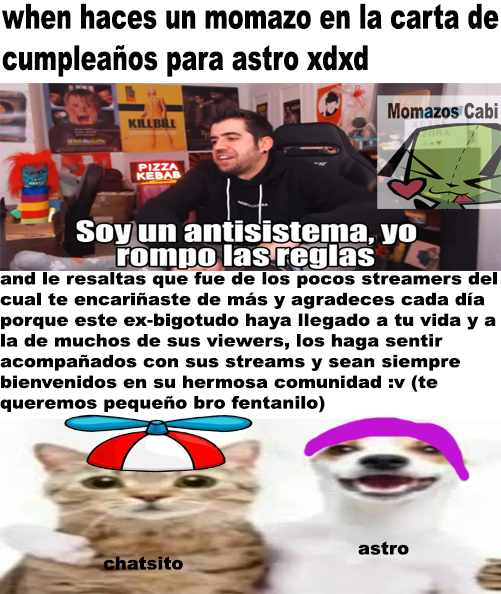 when haces un momazo en la carta de
cumpleaños para astro xdxd
Momazos Cabi
KILL BILL
PIZZA
KEBAB
Soy un antisistema, yo
rompo las reglas
and le resaltas que fue de los pocos streamers del
cual te encariñaste de más y agradeces cada día
porque este ex-bigotudo haya llegado a tu vida y a
la de muchos de sus viewers, los haga sentir
acompañados con sus streams y sean siempre
bienvenidos en su hermosa comunidad :v (te
queremos pequeño bro fentanilo)
astro
chatsito